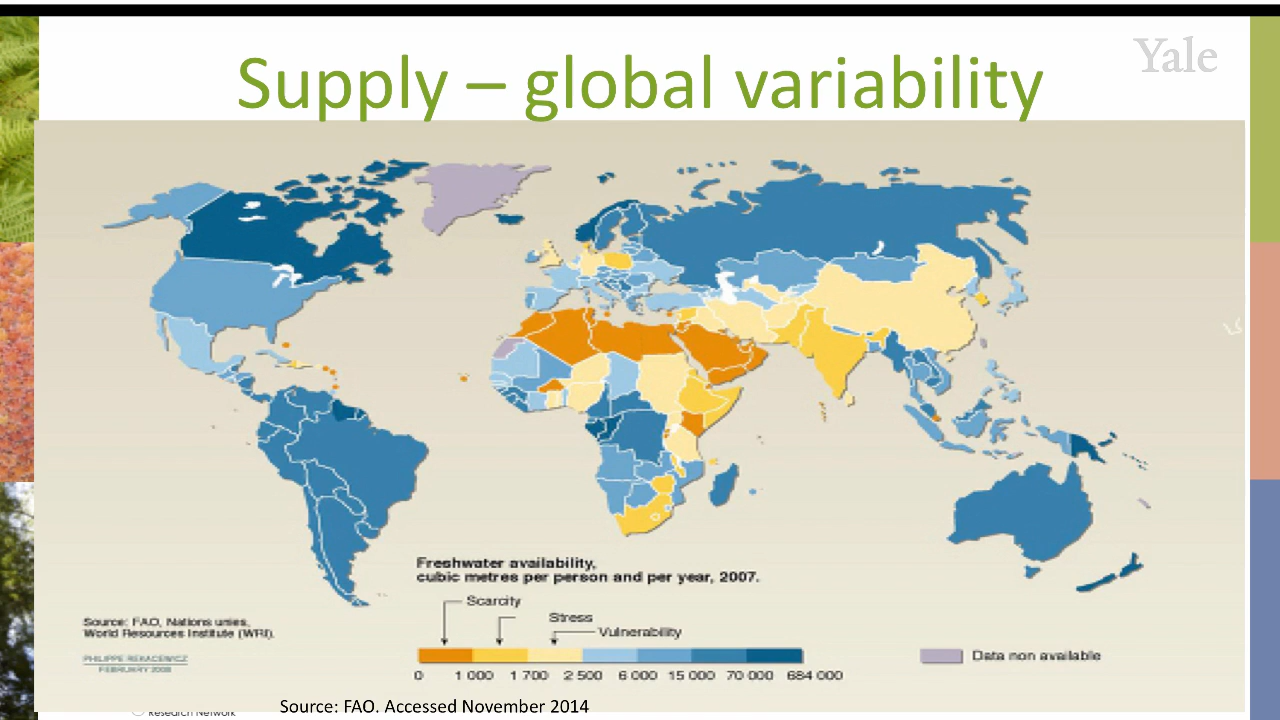 Supply – global variability
Yale
Freshwater availability,
cubic metres per person and per year, 2007.
Scarcity
Stress
Vulnerability
Source: FAO, Nations unies,
World Resources Institute (WRI).
PHILIPPE REKACEWICZ
FEBRUARY 2008
Data non available
0 1 000 1 700 2 500 6 000 15 000 70 000 684 000
Source: FAO. Accessed November 2014
Research Network